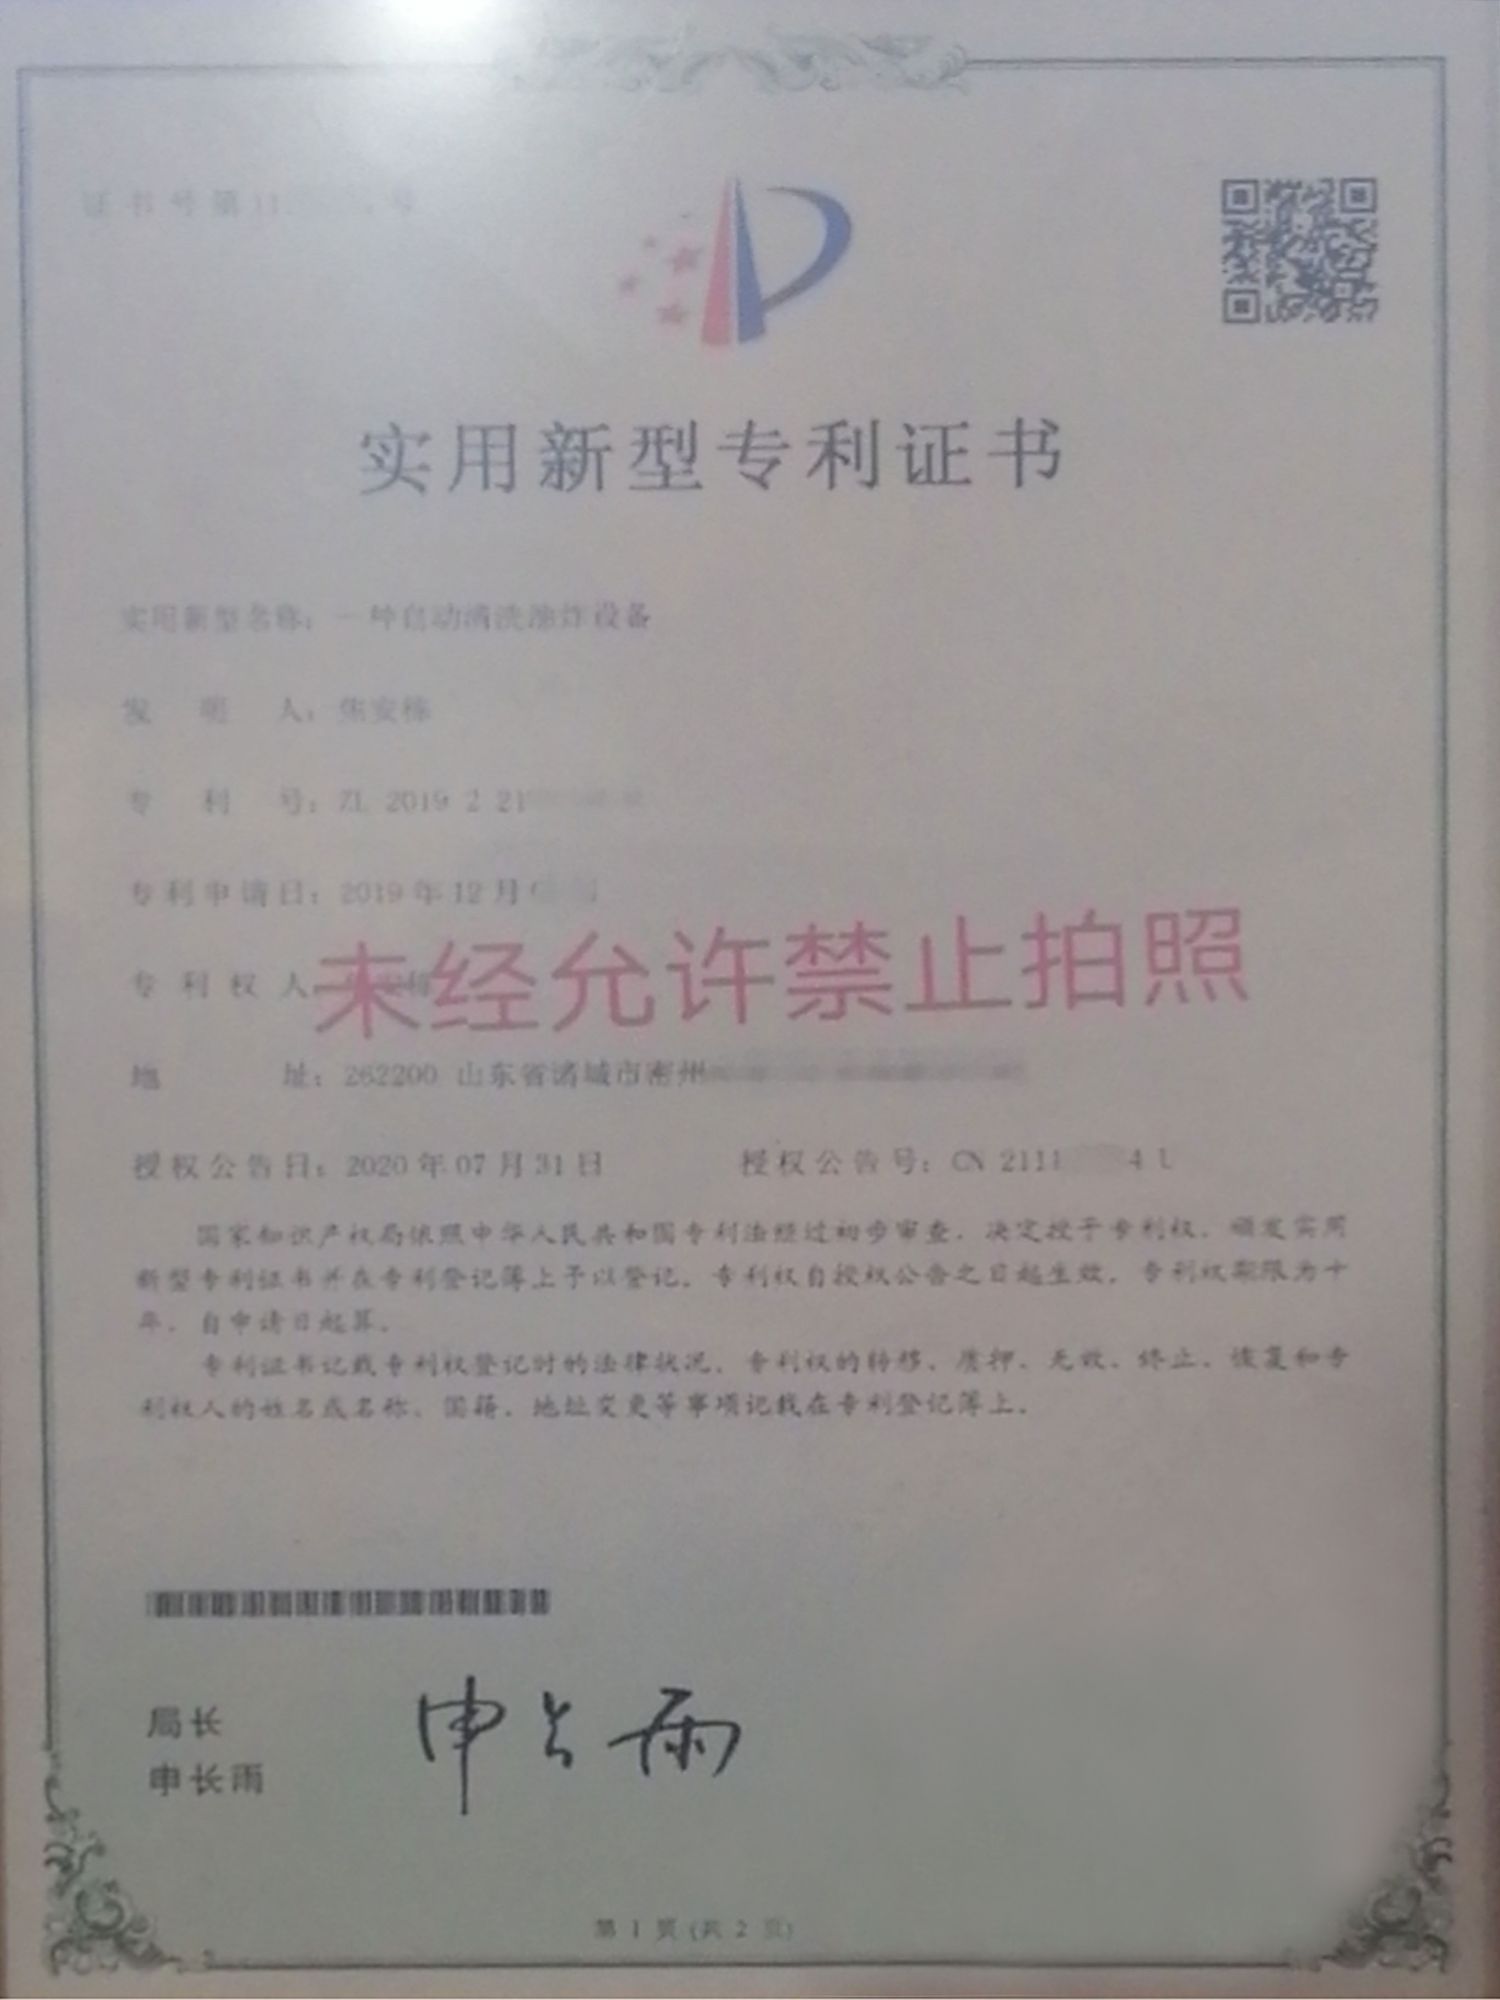 证书号第11 号
实用新型专利证书
实用新型名称：一种自动清洗油炸设备
发明人：焦安栋
专利号：ZL 2019 2 21
专利申请日：2019年12月
专利权人
未经允许禁止拍照
地址：262200 山东省诸城市密州
授权公告日：2020年07月31日 授权公告号：CN 2111 4 U
国家知识产权局依照中华人民共和国专利法经过初步审查，决定授予专利权，颁发实用
新型专利证书并在专利登记簿上予以登记。专利权自授权公告之日起生效。专利权期限为十
年，自申请日起算。
专利证书记载专利权登记时的法律状况。专利权的转移、质押、无效、终止、恢复和专
利权人的姓名或名称、国籍、地址变更等事项记载在专利登记簿上。
局长
申长雨
申长雨
第 1 页 (共 2 页)